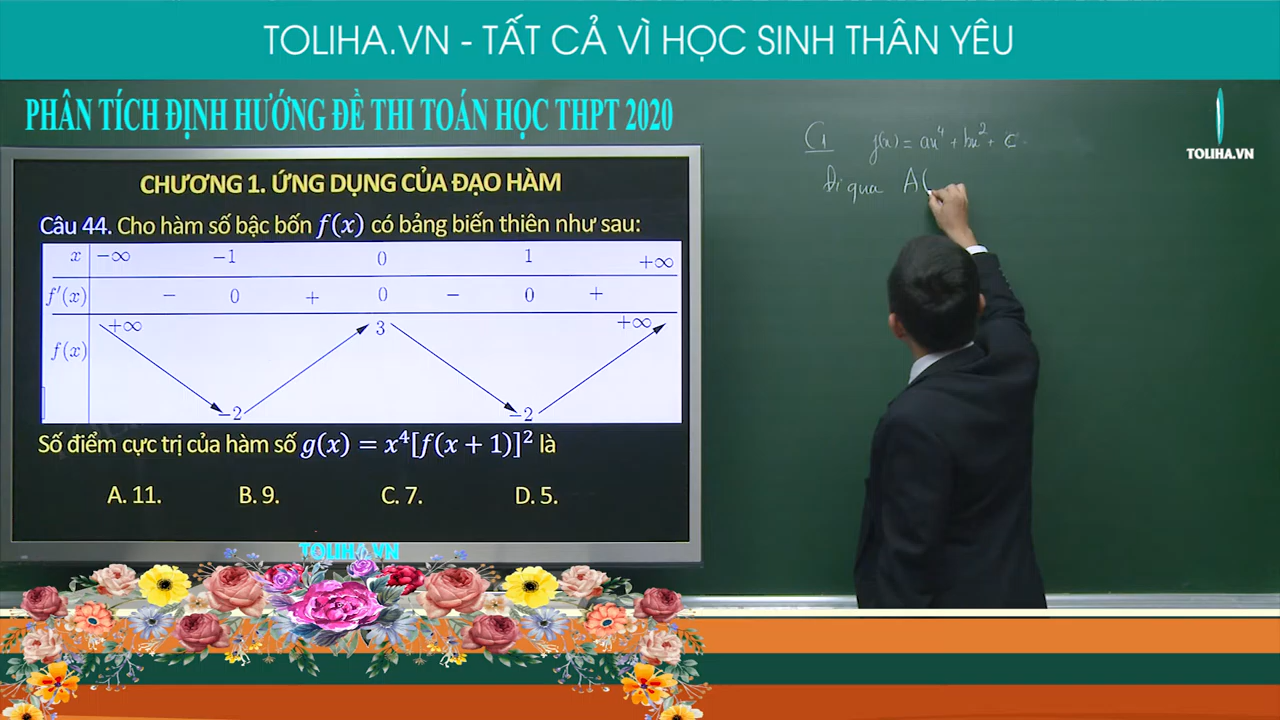 TOLIHA.VN - TẤT CẢ VÌ HỌC SINH THÂN YÊU
PHÂN TÍCH ĐỊNH HƯỚNG ĐỀ THI TOÁN HỌC THPT 2020
TOLIHA.VN
CHƯƠNG 1. ỨNG DỤNG CỦA ĐẠO HÀM
Câu 44. Cho hàm số bậc bốn f(x) có bảng biến thiên như sau:
x −∞ −1 0 1 +∞
f'(x) − 0 + 0 − 0 +
+∞ 3 +∞
f(x)
−2 −2
Số điểm cực trị của hàm số g(x) = x⁴[f(x + 1)]² là
A. 11. B. 9. C. 7. D. 5.
TOLIHA.VN
C1 f(x) = ax⁴ + bx² + c
Đi qua A(